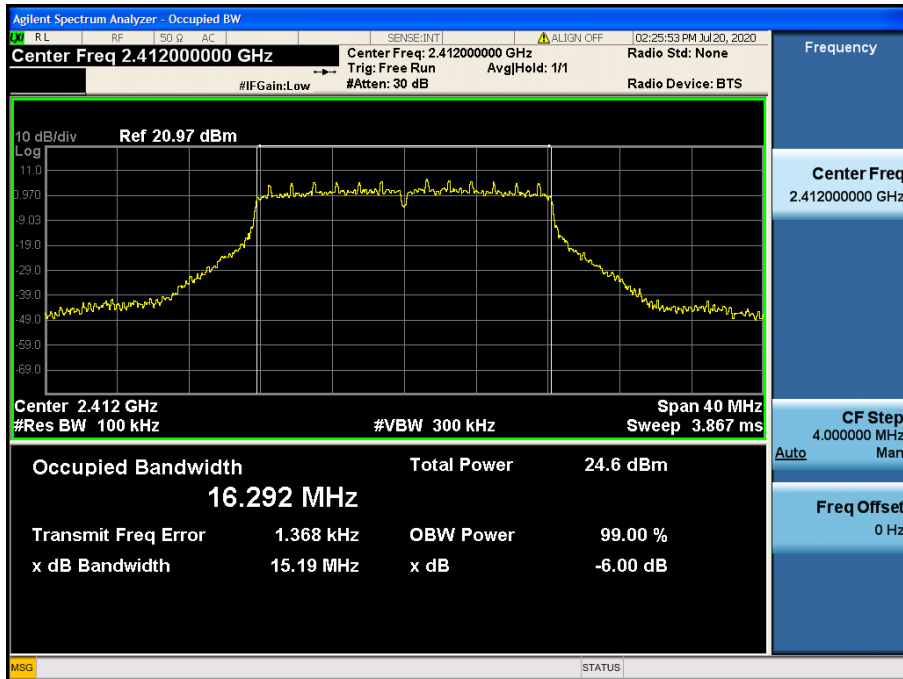 Agilent Spectrum Analyzer - Occupied BW
LXI RL RF 50 Ω AC SENSE:INT ALIGN OFF 02:25:53 PM Jul 20, 2020
Center Freq 2.412000000 GHz
Center Freq: 2.412000000 GHz
Radio Std: None
Trig: Free Run Avg|Hold: 1/1
#IFGain:Low
#Atten: 30 dB
Radio Device: BTS
10 dB/div Ref 20.97 dBm
Log
11.0
0.970
-9.03
-19.0
-29.0
-39.0
-49.0
-59.0
-69.0
Center 2.412 GHz Span 40 MHz
#Res BW 100 kHz #VBW 300 kHz Sweep 3.867 ms
Occupied Bandwidth Total Power 24.6 dBm
16.292 MHz
Transmit Freq Error 1.368 kHz OBW Power 99.00 %
x dB Bandwidth 15.19 MHz x dB -6.00 dB
MSG STATUS
Frequency
Center Freq
2.412000000 GHz
CF Step
4.000000 MHz
Auto Man
Freq Offset
0 Hz